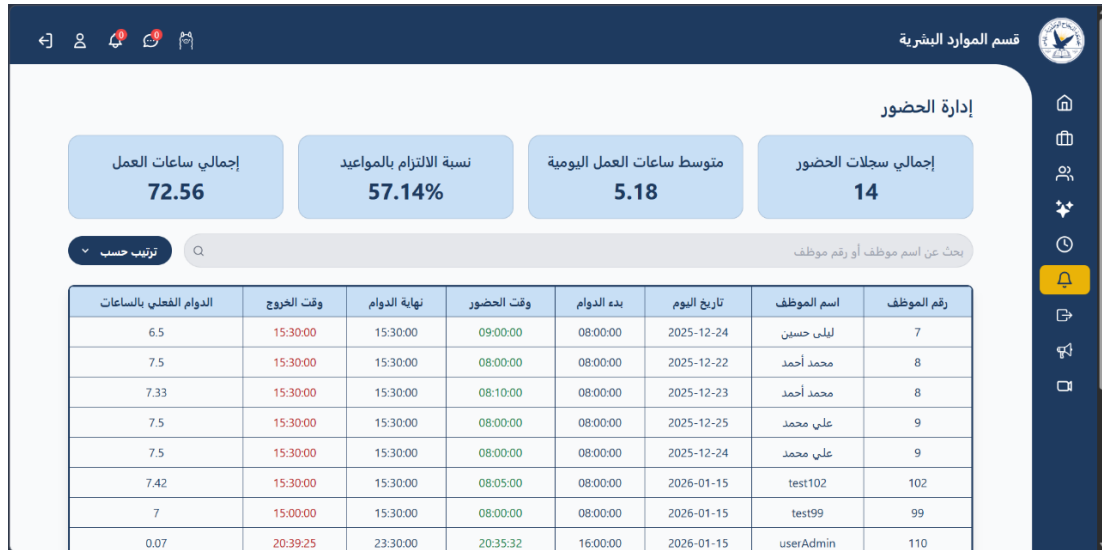 قسم الموارد البشرية
0
0
إدارة الحضور
إجمالي سجلات الحضور
14
متوسط ساعات العمل اليومية
5.18
نسبة الالتزام بالمواعيد
57.14%
إجمالي ساعات العمل
72.56
بحث عن اسم موظف أو رقم موظف
ترتيب حسب
رقم الموظف اسم الموظف تاريخ اليوم بدء الدوام وقت الحضور نهاية الدوام وقت الخروج الدوام الفعلي بالساعات
7 ليلى حسين 2025-12-24 08:00:00 09:00:00 15:30:00 15:30:00 6.5
8 محمد أحمد 2025-12-22 08:00:00 08:00:00 15:30:00 15:30:00 7.5
8 محمد أحمد 2025-12-23 08:00:00 08:10:00 15:30:00 15:30:00 7.33
9 علي محمد 2025-12-25 08:00:00 08:00:00 15:30:00 15:30:00 7.5
9 علي محمد 2025-12-24 08:00:00 08:00:00 15:30:00 15:30:00 7.5
102 test102 2026-01-15 08:00:00 08:05:00 15:30:00 15:30:00 7.42
99 test99 2026-01-15 08:00:00 08:00:00 15:30:00 15:00:00 7
110 userAdmin 2026-01-15 16:00:00 20:35:32 23:30:00 20:39:25 0.07